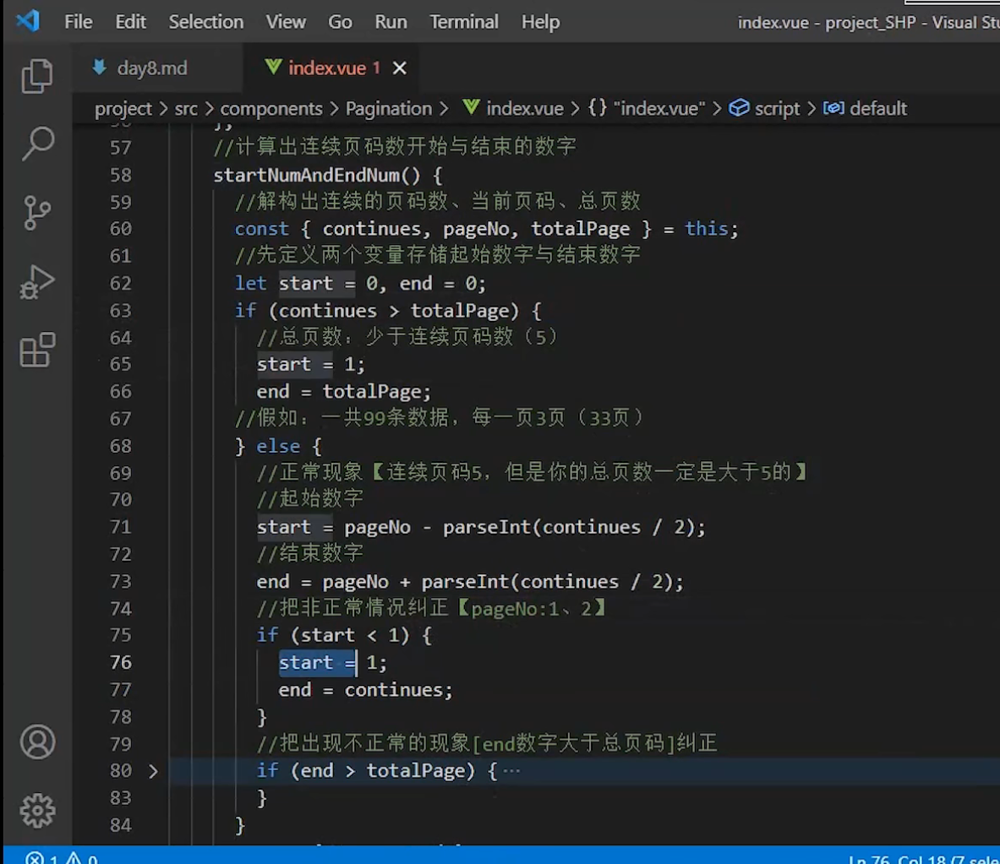 File Edit Selection View Go Run Terminal Help index.vue - project_SHP - Visual Stu
day8.md index.vue 1
project > src > components > Pagination > index.vue > {} "index.vue" > script > default
57 //计算出连续页码数开始与结束的数字
58 startNumAndEndNum() {
59 //解构出连续的页码数、当前页码、总页数
60 const { continues, pageNo, totalPage } = this;
61 //先定义两个变量存储起始数字与结束数字
62 let start = 0, end = 0;
63 if (continues > totalPage) {
64 //总页数：少于连续页码数（5）
65 start = 1;
66 end = totalPage;
67 //假如：一共99条数据，每一页3页（33页）
68 } else {
69 //正常现象【连续页码5，但是你的总页数一定是大于5的】
70 //起始数字
71 start = pageNo - parseInt(continues / 2);
72 //结束数字
73 end = pageNo + parseInt(continues / 2);
74 //把非正常情况纠正【pageNo:1、2】
75 if (start < 1) {
76 start = 1;
77 end = continues;
78 }
79 //把出现不正常的现象[end数字大于总页码]纠正
80 if (end > totalPage) {···
83 }
84 }
1 0 Ln 76, Col 18 (7 sele